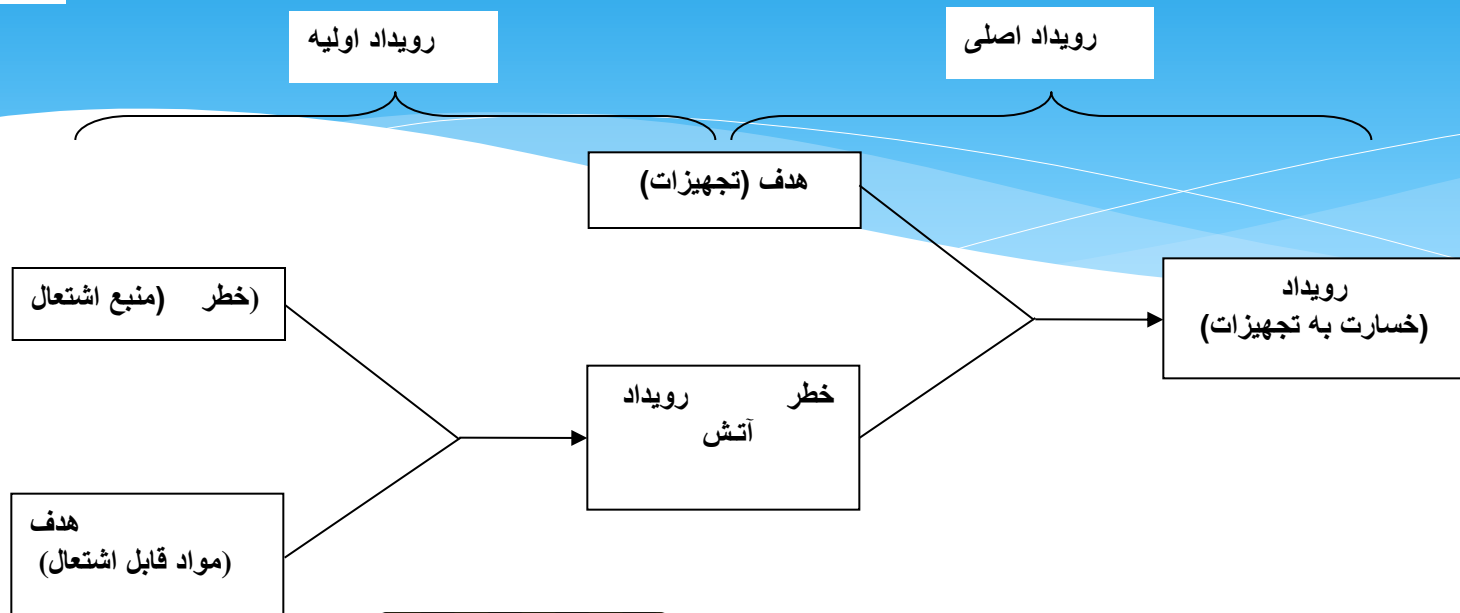 رویداد اصلی
رویداد اولیه
هدف (تجهیزات)
رویداد
(خسارت به تجهیزات)
(خطر (منبع اشتعال
خطر رویداد
آتش
هدف
(مواد قابل اشتعال)